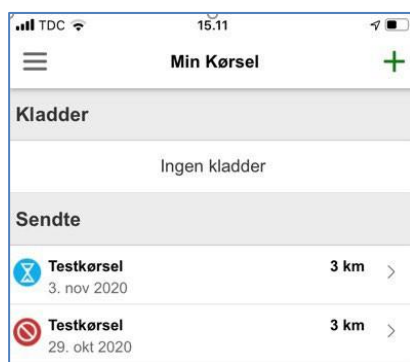 TDC 15.11
Min Kørsel
Kladder
Ingen kladder
Sendte
Testkørsel 3 km
3. nov 2020
Testkørsel 3 km
29. okt 2020